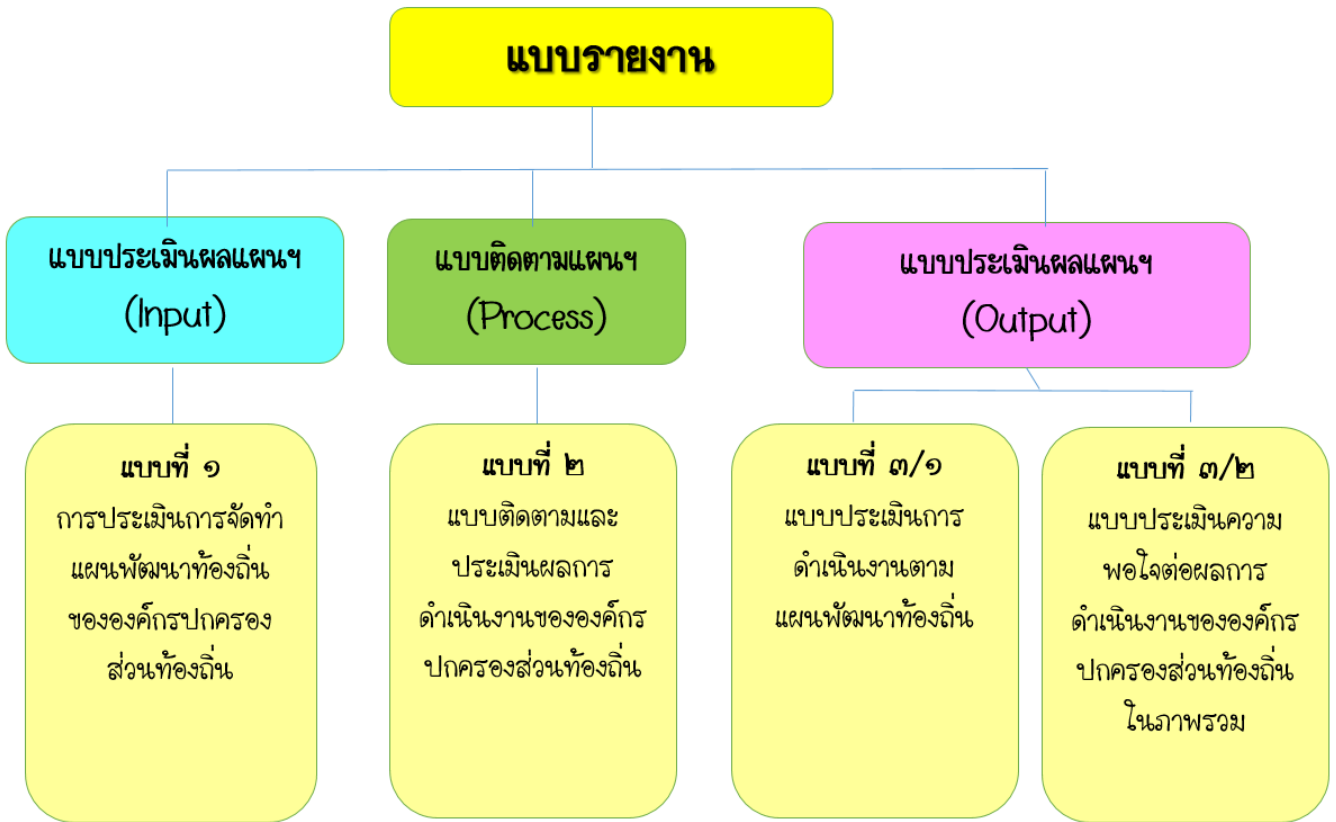 แบบรายงาน
แบบประเมินผลแผนฯ
(Input)
แบบติดตามแผนฯ
(Process)
แบบประเมินผลแผนฯ
(Output)
แบบที่ ๑
การประเมินการจัดทำ
แผนพัฒนาท้องถิ่น
ขององค์กรปกครอง
ส่วนท้องถิ่น
แบบที่ ๒
แบบติดตามและ
ประเมินผลการ
ดำเนินงานขององค์กร
ปกครองส่วนท้องถิ่น
แบบที่ ๓/๑
แบบประเมินการ
ดำเนินงานตาม
แผนพัฒนาท้องถิ่น
แบบที่ ๓/๒
แบบประเมินความ
พอใจต่อผลการ
ดำเนินงานขององค์กร
ปกครองส่วนท้องถิ่น
ในภาพรวม